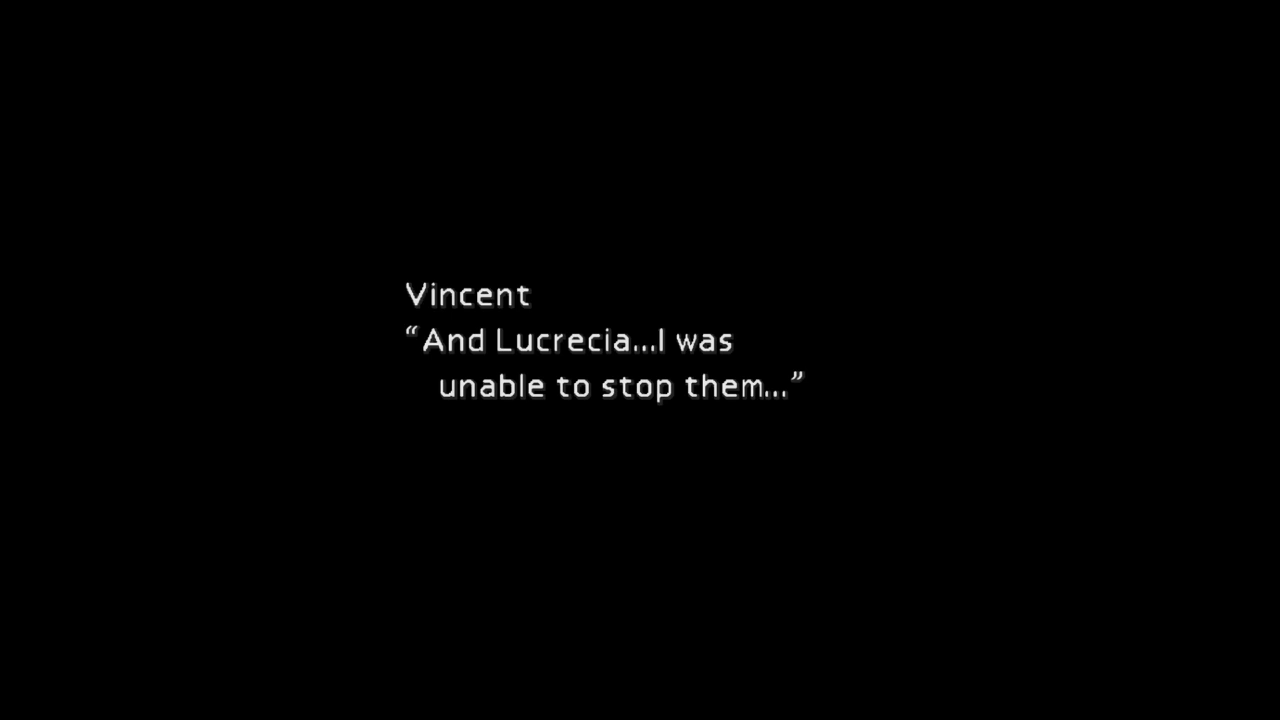 Vincent
“And Lucrecia...I was
unable to stop them...”